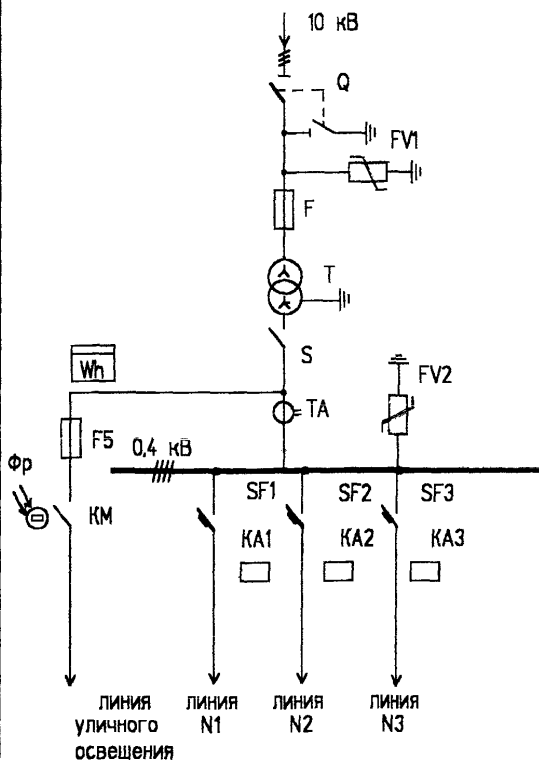 10 кВ
Q
FV1
F
T
S
Wh
FV2
TA
F5
0,4 кВ
Фр
SF1
SF2
SF3
KM
KA1
KA2
KA3
линия
уличного
освещения
линия
N1
линия
N2
линия
N3